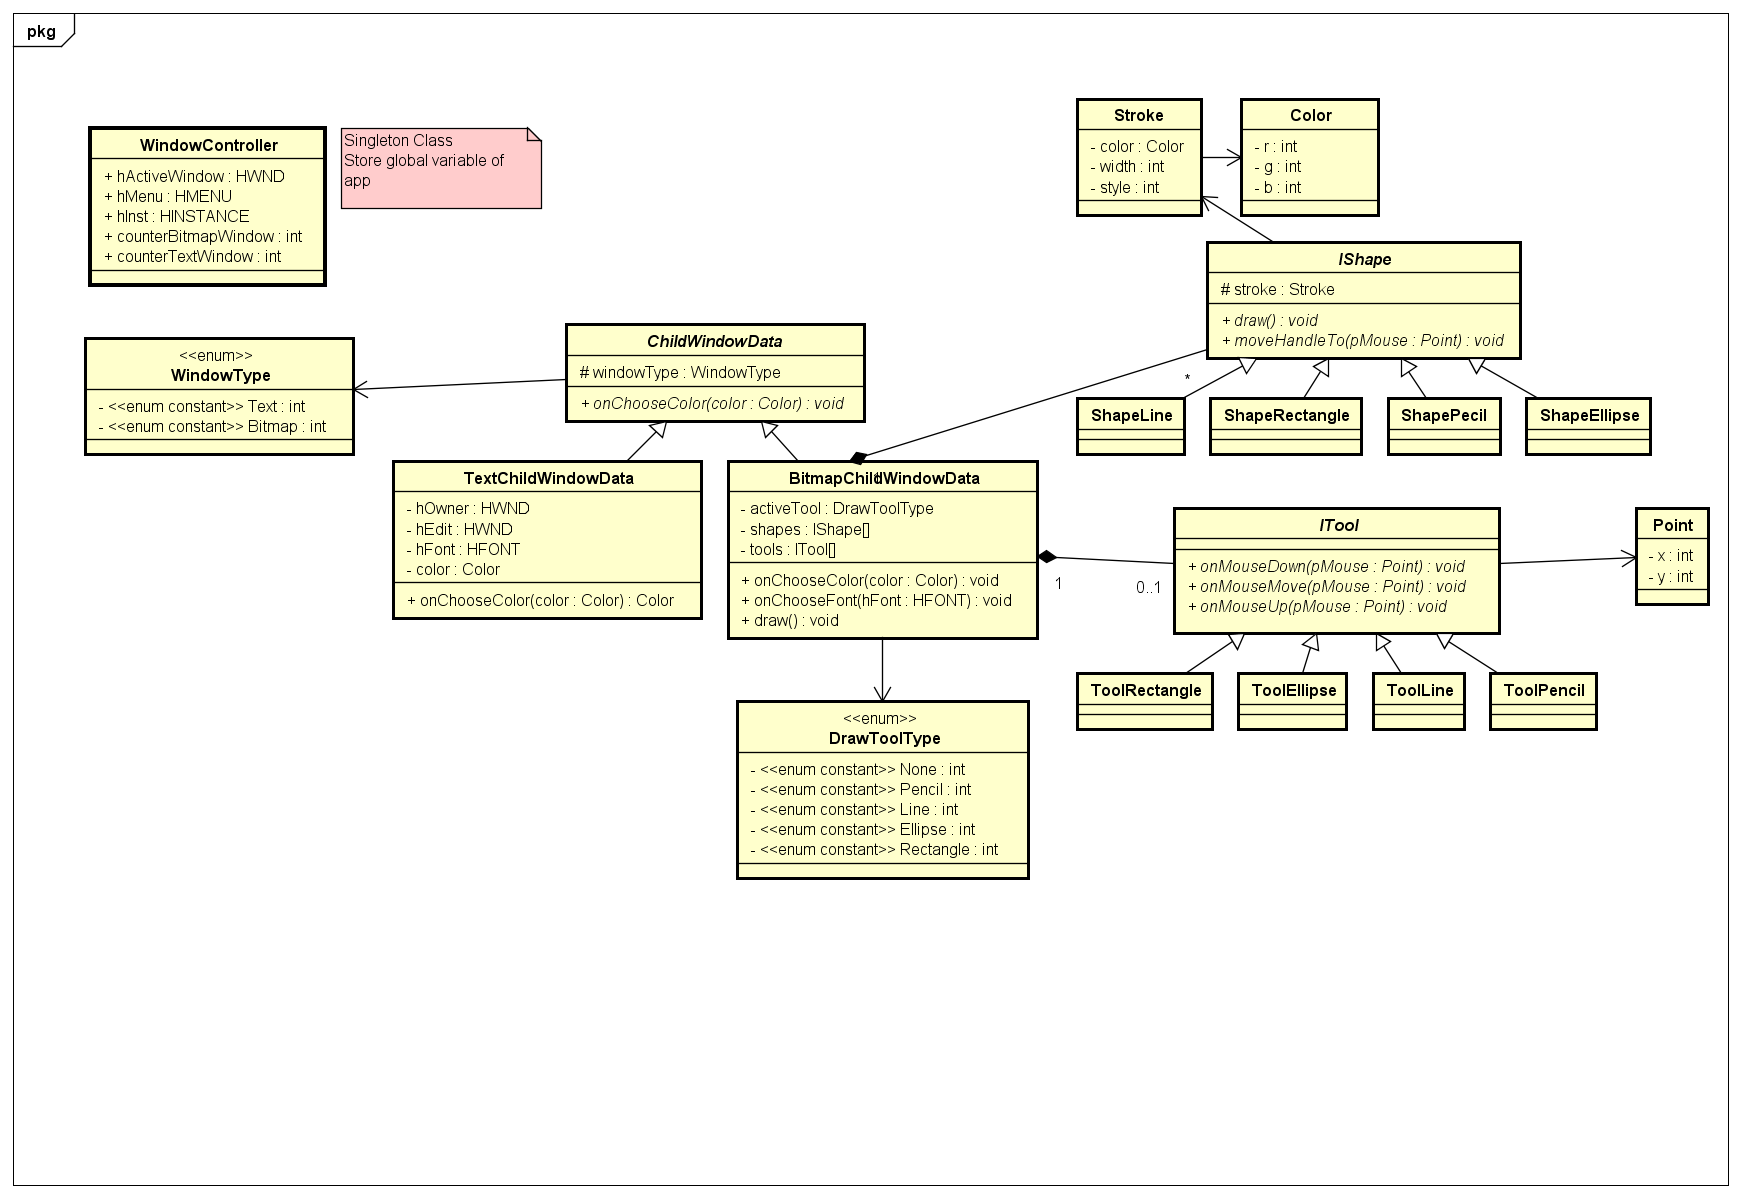 pkg
WindowController
+ hActiveWindow : HWND
+ hMenu : HMENU
+ hInst : HINSTANCE
+ counterBitmapWindow : int
+ counterTextWindow : int
Singleton Class
Store global variable of
app
Stroke
- color : Color
- width : int
- style : int
Color
- r : int
- g : int
- b : int
IShape
# stroke : Stroke
+ draw() : void
+ moveHandleTo(pMouse : Point) : void
<<enum>>
WindowType
- <<enum constant>> Text : int
- <<enum constant>> Bitmap : int
ChildWindowData
# windowType : WindowType
+ onChooseColor(color : Color) : void
*
ShapeLine
ShapeRectangle
ShapePecil
ShapeEllipse
TextChildWindowData
- hOwner : HWND
- hEdit : HWND
- hFont : HFONT
- color : Color
+ onChooseColor(color : Color) : Color
BitmapChildWindowData
- activeTool : DrawToolType
- shapes : IShape[]
- tools : ITool[]
+ onChooseColor(color : Color) : void
+ onChooseFont(hFont : HFONT) : void
+ draw() : void
1
0..1
ITool
+ onMouseDown(pMouse : Point) : void
+ onMouseMove(pMouse : Point) : void
+ onMouseUp(pMouse : Point) : void
Point
- x : int
- y : int
ToolRectangle
ToolEllipse
ToolLine
ToolPencil
<<enum>>
DrawToolType
- <<enum constant>> None : int
- <<enum constant>> Pencil : int
- <<enum constant>> Line : int
- <<enum constant>> Ellipse : int
- <<enum constant>> Rectangle : int